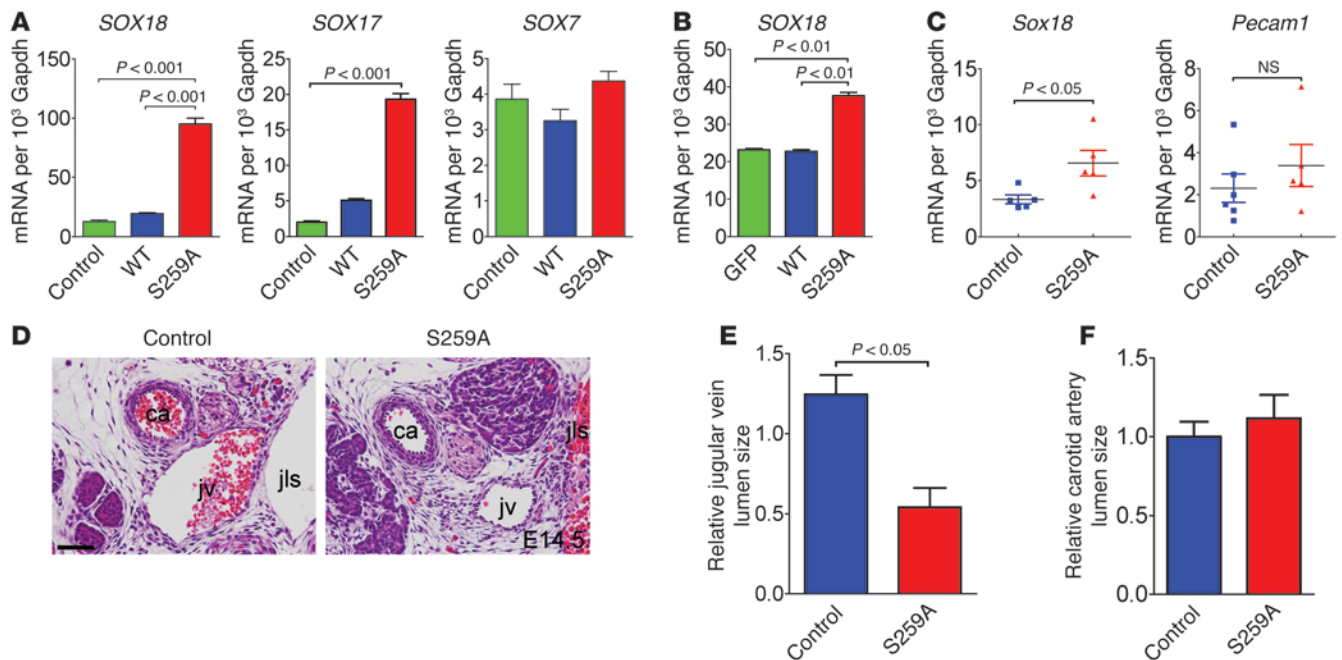 A
SOX18
mRNA per 10³ Gapdh
150
100
50
0
P < 0.001
P < 0.001
Control
WT
S259A
SOX17
mRNA per 10³ Gapdh
25
20
15
10
5
0
P < 0.001
Control
WT
S259A
SOX7
mRNA per 10³ Gapdh
5
4
3
2
1
0
Control
WT
S259A
B
SOX18
mRNA per 10³ Gapdh
50
40
30
20
10
0
P < 0.01
P < 0.01
GFP
WT
S259A
C
Sox18
mRNA per 10³ Gapdh
15
10
5
0
P < 0.05
Control
S259A
Pecam1
mRNA per 10³ Gapdh
8
6
4
2
0
NS
Control
S259A
D
Control
ca
jv
jls
S259A
ca
jls
jv
E14.5
E
Relative jugular vein
lumen size
1.5
1.0
0.5
0.0
P < 0.05
Control
S259A
F
Relative carotid artery
lumen size
1.5
1.0
0.5
0.0
Control
S259A